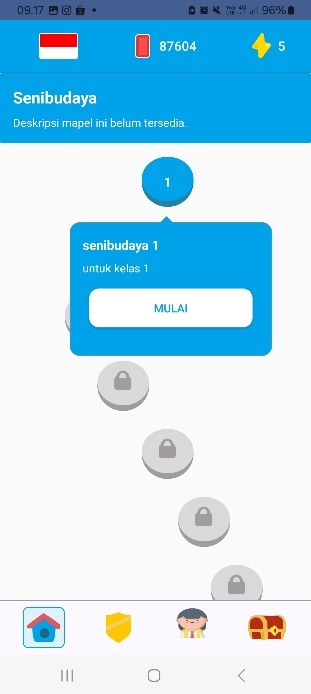 09.17
96%
87604
5
Senibudaya
Deskripsi mapel ini belum tersedia.
1
senibudaya 1
untuk kelas 1
MULAI